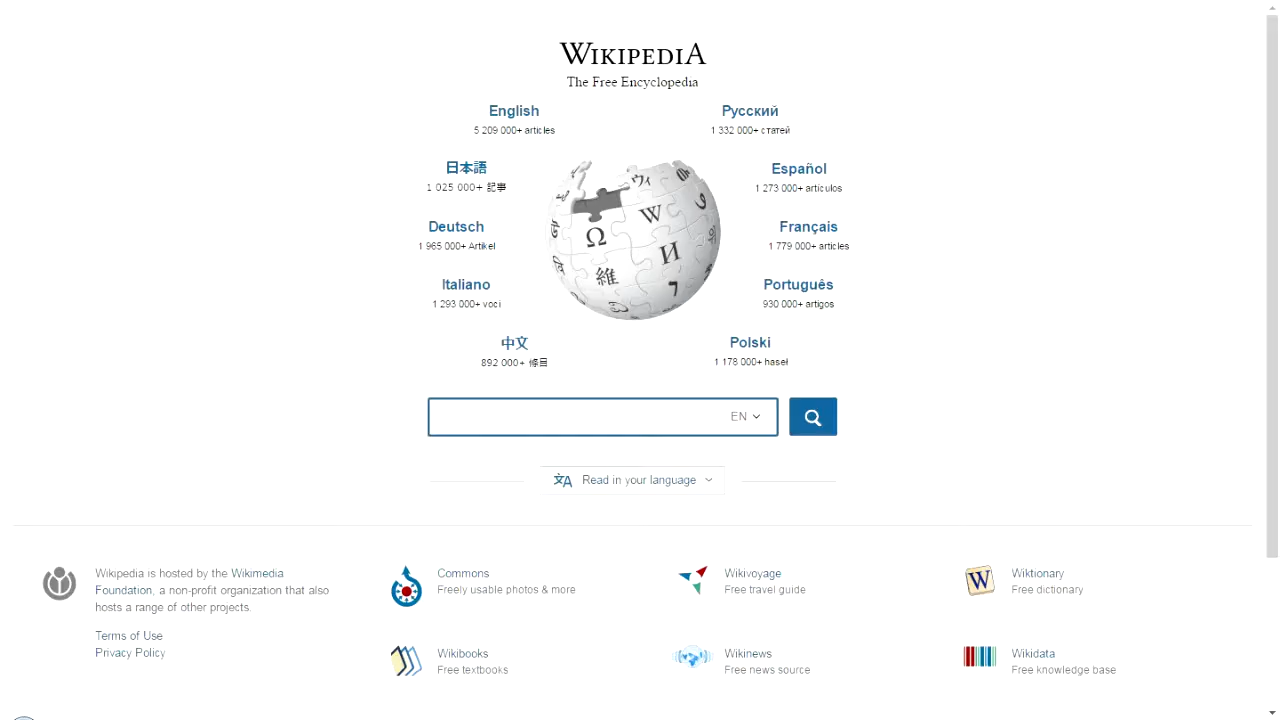 WIKIPEDIA
The Free Encyclopedia
English
5 209 000+ articles
Русский
1 332 000+ статей
日本語
1 025 000+ 記事
Español
1 273 000+ artículos
Deutsch
1 965 000+ Artikel
Français
1 779 000+ articles
Italiano
1 293 000+ voci
Português
930 000+ artigos
中文
892 000+ 條目
Polski
1 178 000+ haseł
Ω
W
И
維
ウィ
EN
Read in your language
Wikipedia is hosted by the Wikimedia
Foundation, a non-profit organization that also
hosts a range of other projects.
Terms of Use
Privacy Policy
Commons
Freely usable photos & more
Wikivoyage
Free travel guide
W
Wiktionary
Free dictionary
Wikibooks
Free textbooks
Wikinews
Free news source
Wikidata
Free knowledge base